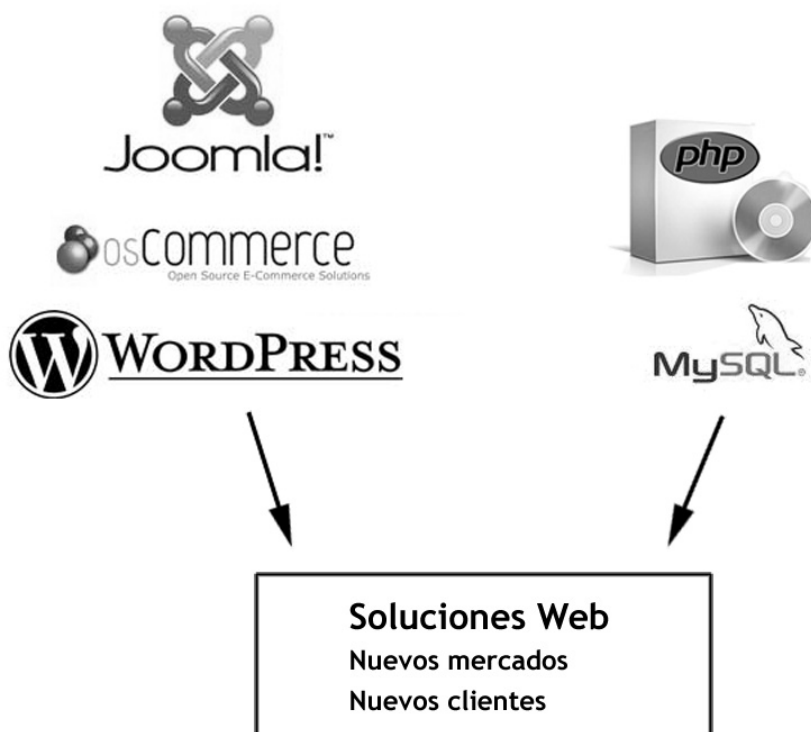 Joomla!™
osCommerce
Open Source E-Commerce Solutions
WORDPRESS
php
MySQL®
Soluciones Web
Nuevos mercados
Nuevos clientes